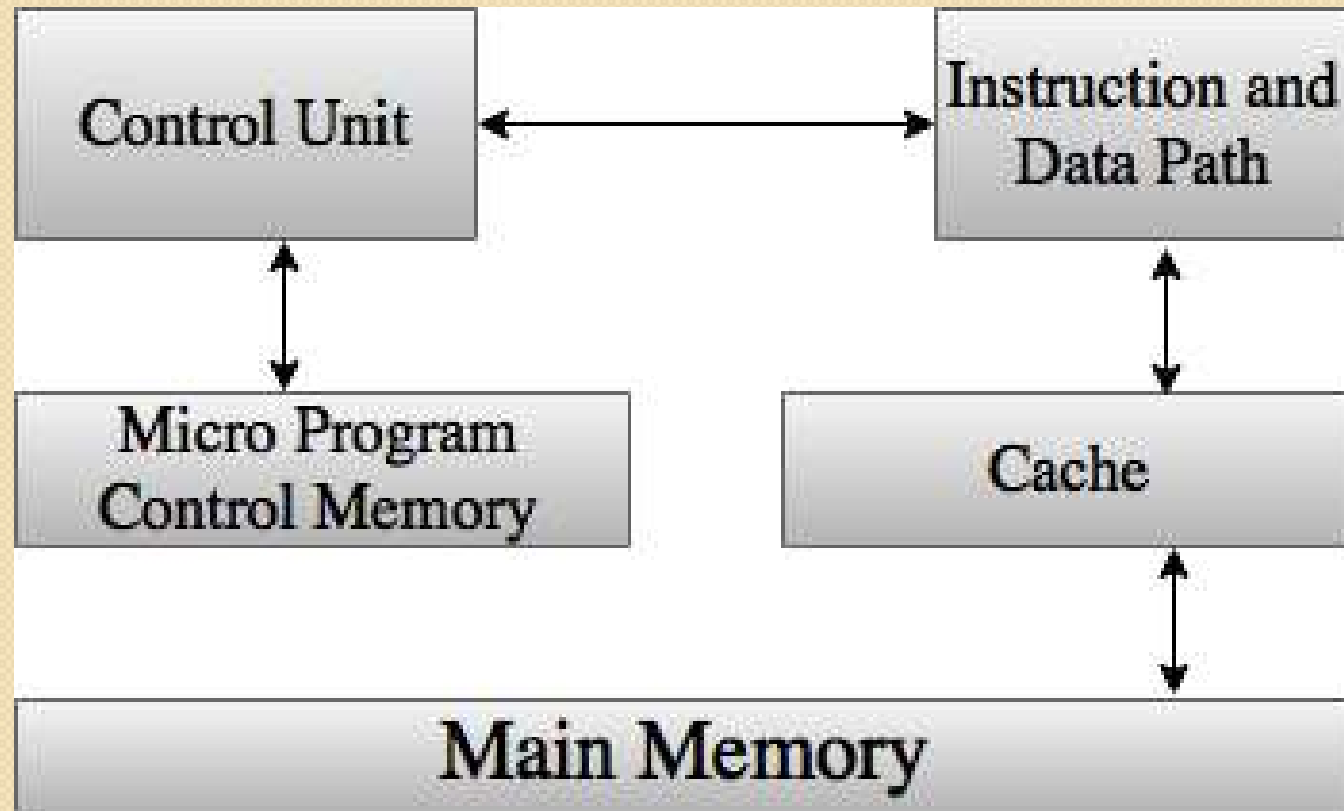 Control Unit
Instruction and
Data Path
Micro Program
Control Memory
Cache
Main Memory